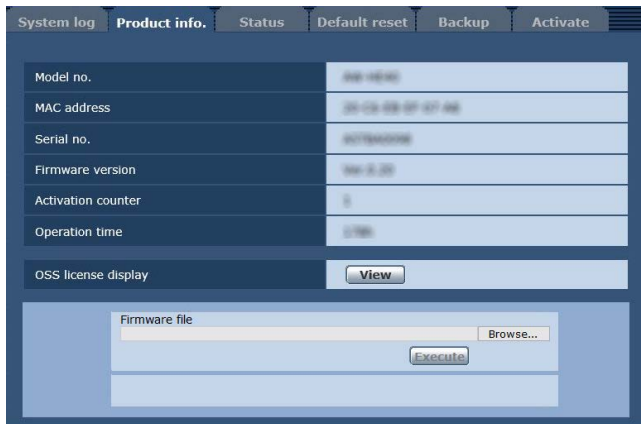 System log Product info. Status Default reset Backup Activate
Model no.
MAC address
Serial no.
Firmware version
Activation counter
Operation time
OSS license display View
Firmware file
Browse...
Execute